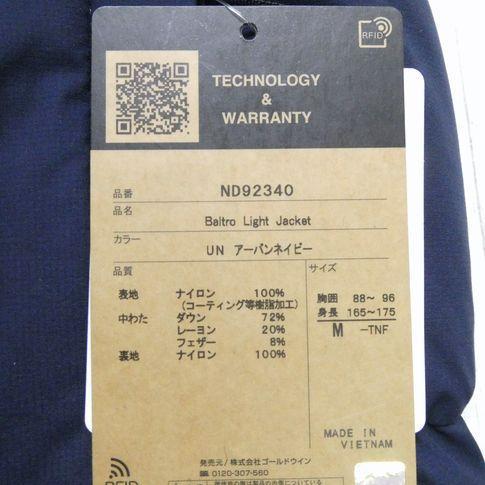 RFID
TECHNOLOGY
&
WARRANTY
品番 ND92340
品名 Baltro Light Jacket
カラー UN アーバンネイビー
品質
表地 ナイロン 100%
(コーティング等樹脂加工)
中わた ダウン 72%
レーヨン 20%
フェザー 8%
裏地 ナイロン 100%
サイズ
胸囲 88～ 96
身長 165～175
M -TNF
MADE IN
VIETNAM
発売元/株式会社ゴールドウイン
0120-307-560
RFID